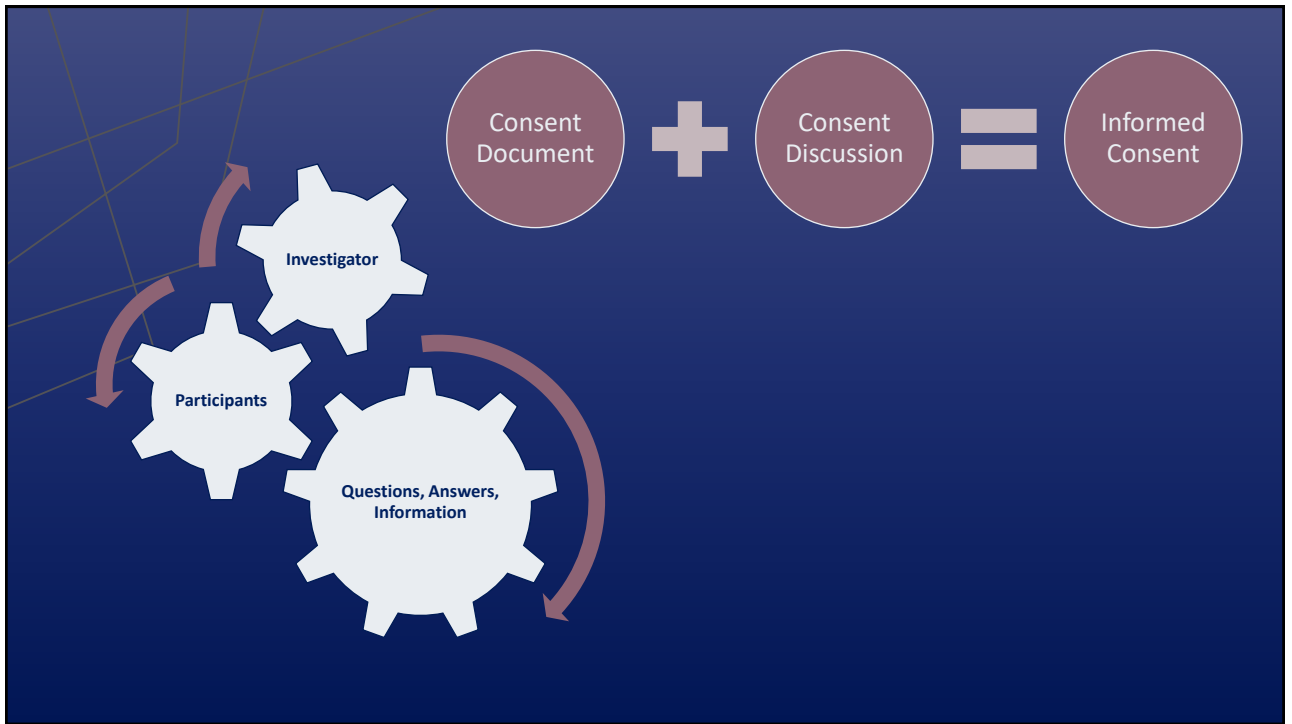 Consent
Document
Consent
Discussion
Informed
Consent
Investigator
Participants
Questions, Answers,
Information